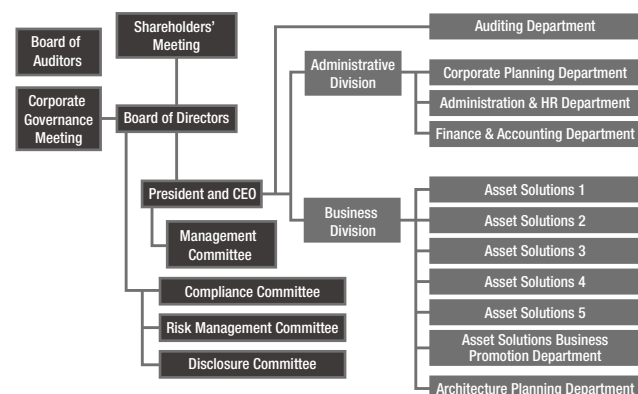 Board of
Auditors
Shareholders'
Meeting
Corporate
Governance
Meeting
Board of Directors
President and CEO
Management
Committee
Compliance Committee
Risk Management Committee
Disclosure Committee
Auditing Department
Administrative
Division
Corporate Planning Department
Administration & HR Department
Finance & Accounting Department
Business
Division
Asset Solutions 1
Asset Solutions 2
Asset Solutions 3
Asset Solutions 4
Asset Solutions 5
Asset Solutions Business
Promotion Department
Architecture Planning Department